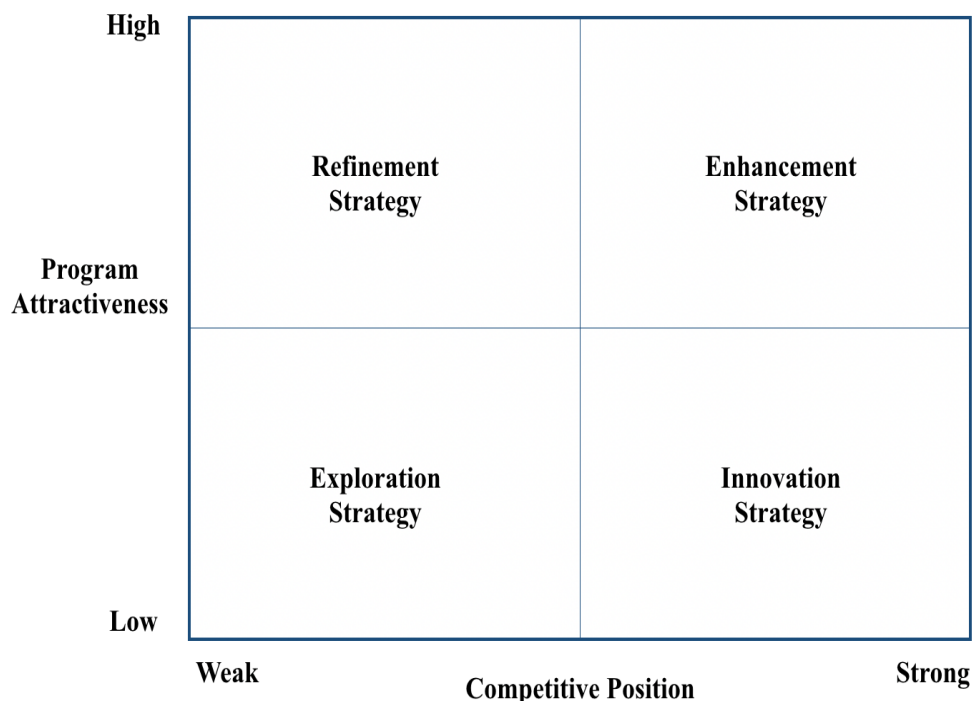 High
Refinement
Strategy
Enhancement
Strategy
Program
Attractiveness
Exploration
Strategy
Innovation
Strategy
Low
Weak
Competitive Position
Strong